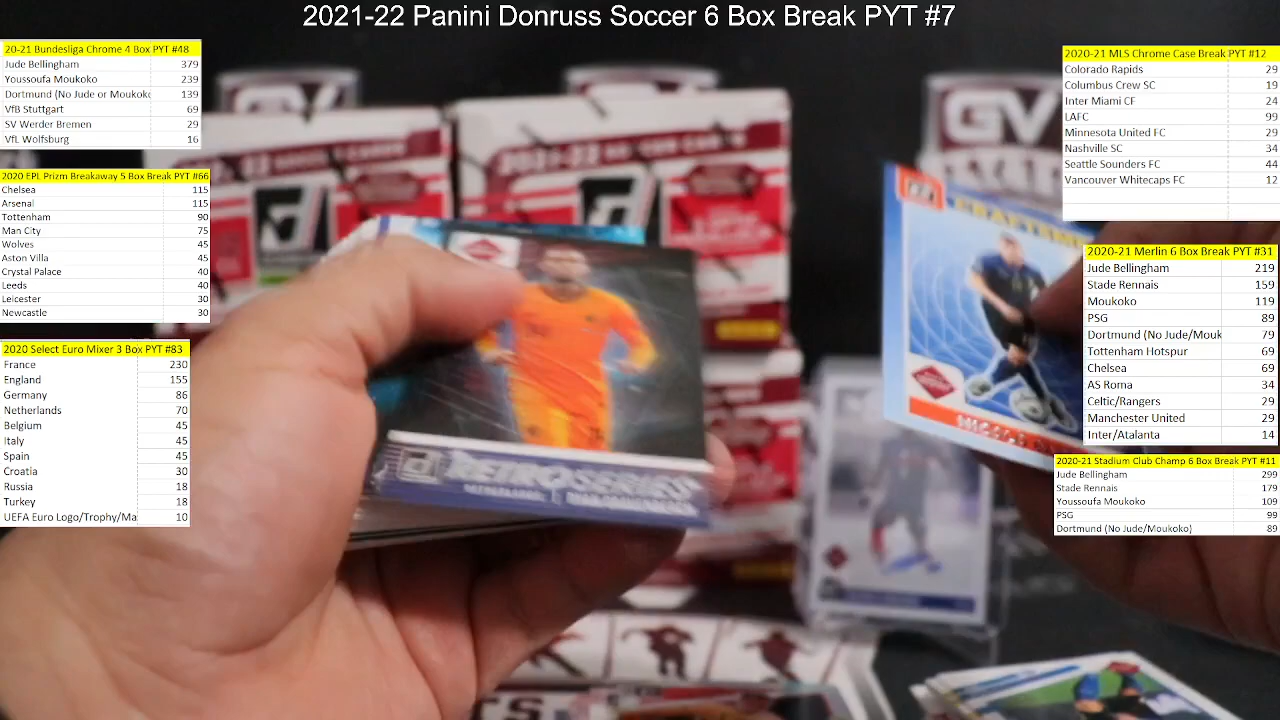 2021-22 Panini Donruss Soccer 6 Box Break PYT #7
20-21 Bundesliga Chrome 4 Box PYT #48
Jude Bellingham 379
Youssoufa Moukoko 239
Dortmund (No Jude or Moukoko 139
VfB Stuttgart 69
SV Werder Bremen 29
VfL Wolfsburg 16
2020 EPL Prizm Breakaway 5 Box Break PYT #66
Chelsea 115
Arsenal 115
Tottenham 90
Man City 75
Wolves 45
Aston Villa 45
Crystal Palace 40
Leeds 40
Leicester 30
Newcastle 30
2020 Select Euro Mixer 3 Box PYT #83
France 230
England 155
Germany 86
Netherlands 70
Belgium 45
Italy 45
Spain 45
Croatia 30
Russia 18
Turkey 18
UEFA Euro Logo/Trophy/Ma 10
2020-21 MLS Chrome Case Break PYT #12
Colorado Rapids 29
Columbus Crew SC 19
Inter Miami CF 24
LAFC 99
Minnesota United FC 29
Nashville SC 34
Seattle Sounders FC 44
Vancouver Whitecaps FC 12
2020-21 Merlin 6 Box Break PYT #31
Jude Bellingham 219
Stade Rennais 159
Moukoko 119
PSG 89
Dortmund (No Jude/Mouk 79
Tottenham Hotspur 69
Chelsea 69
AS Roma 34
Celtic/Rangers 29
Manchester United 29
Inter/Atalanta 14
2020-21 Stadium Club Champ 6 Box Break PYT #11
Jude Bellingham 299
Stade Rennais 179
Youssoufa Moukoko 109
PSG 99
Dortmund (No Jude/Moukoko) 89
GV
RETRO SERIES